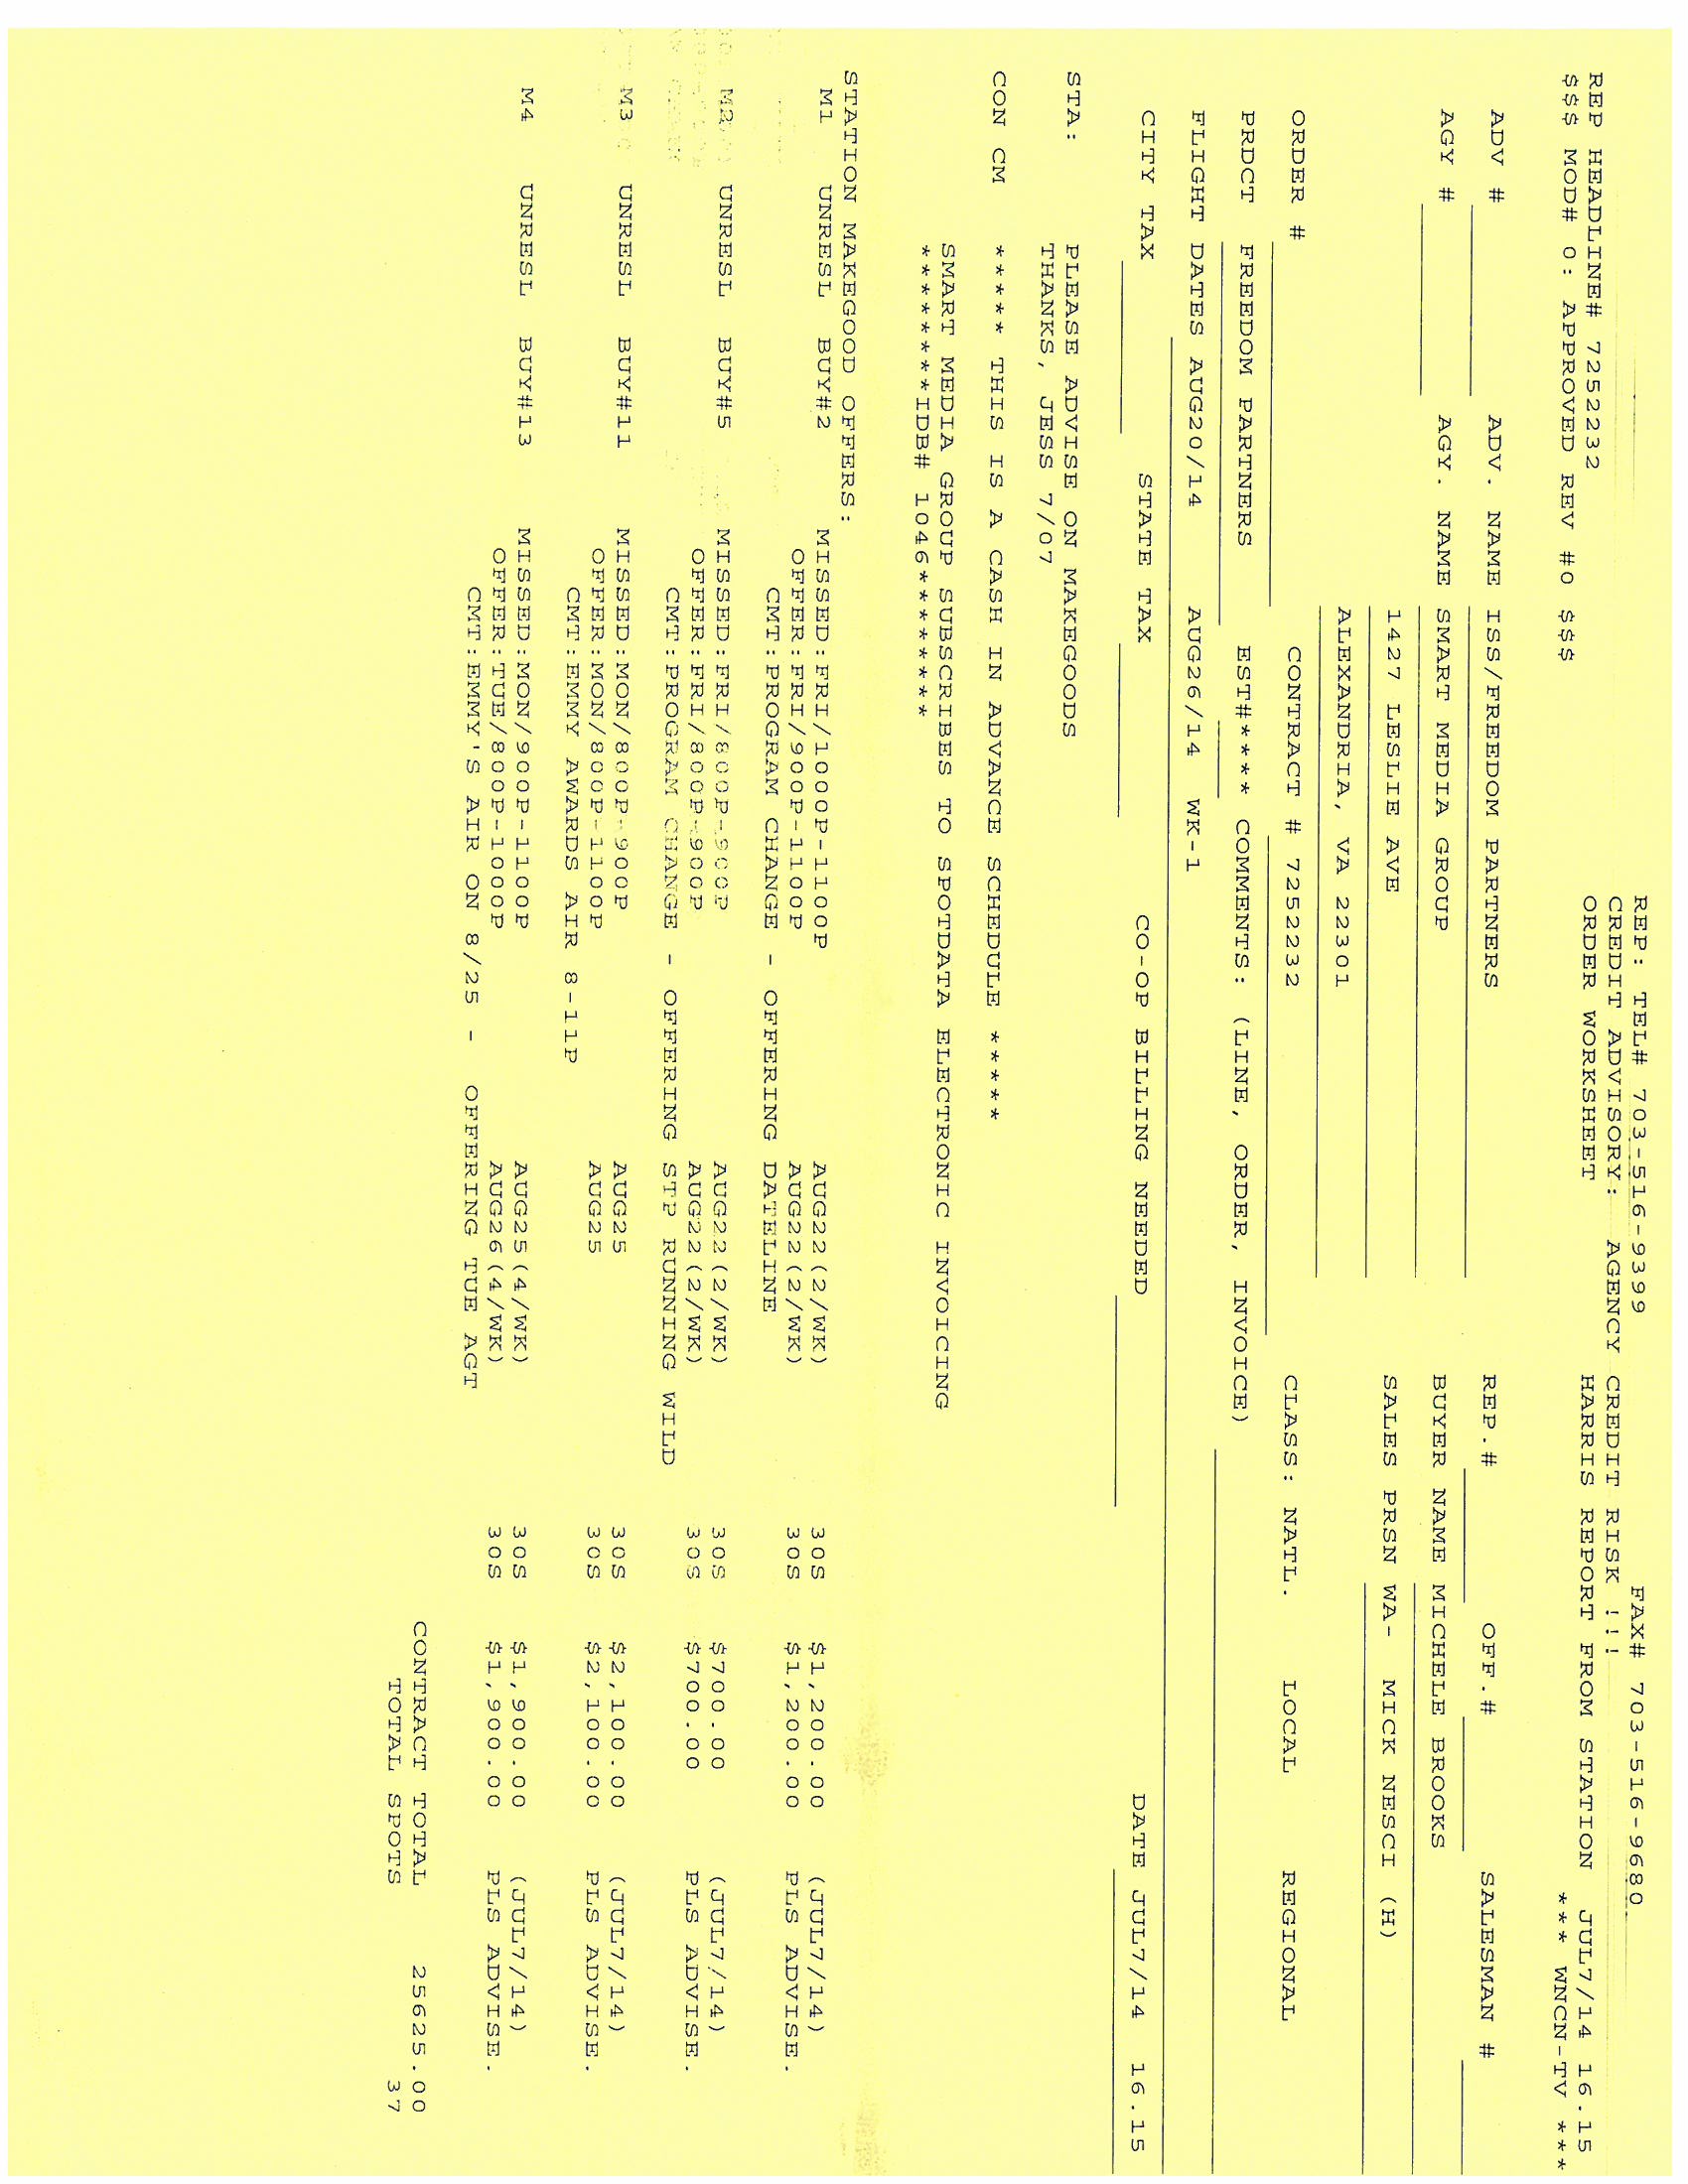 REP: TEL# 703-516-9399 FAX# 703-516-9680
CREDIT ADVISORY: AGENCY CREDIT RISK !!!
REP HEADLINE# 7252232 ORDER WORKSHEET HARRIS REPORT FROM STATION JUL7/14 16.15
$$$ MOD# 0: APPROVED REV #0 $$$ *** WNCN-TV ***
ADV # ADV. NAME ISS/FREEDOM PARTNERS REP.# OFF.# SALESMAN #
AGY # AGY. NAME SMART MEDIA GROUP BUYER NAME MICHELE BROOKS
1427 LESLIE AVE SALES PRSN WA- MICK NESCI (H)
ALEXANDRIA, VA 22301
ORDER # CONTRACT # 7252232 CLASS: NATL. LOCAL REGIONAL
PRDCT FREEDOM PARTNERS EST#**** COMMENTS: (LINE, ORDER, INVOICE)
FLIGHT DATES AUG20/14 AUG26/14 WK-1
CITY TAX STATE TAX CO-OP BILLING NEEDED DATE JUL7/14 16.15
STA: PLEASE ADVISE ON MAKEGOODS
THANKS, JESS 7/07
CON CM ***** THIS IS A CASH IN ADVANCE SCHEDULE *****
SMART MEDIA GROUP SUBSCRIBES TO SPOTDATA ELECTRONIC INVOICING
*********IDB# 1046********
STATION MAKEGOOD OFFERS:
M1 UNRESL BUY#2 MISSED:FRI/1000P-1100P AUG22(2/WK) 30S $1,200.00 (JUL7/14)
OFFER:FRI/900P-1100P AUG22(2/WK) 30S $1,200.00 PLS ADVISE.
CMT:PROGRAM CHANGE - OFFERING DATELINE
M2 UNRESL BUY#5 MISSED:FRI/800P-900P AUG22(2/WK) 30S $700.00 (JUL7/14)
OFFER:FRI/800P-900P AUG22(2/WK) 30S $700.00 PLS ADVISE.
CMT:PROGRAM CHANGE - OFFERING STP RUNNING WILD
M3 UNRESL BUY#11 MISSED:MON/800P-900P AUG25 30S $2,100.00 (JUL7/14)
OFFER:MON/800P-1100P AUG25 30S $2,100.00 PLS ADVISE.
CMT:EMMY AWARDS AIR 8-11P
M4 UNRESL BUY#13 MISSED:MON/900P-1100P AUG25(4/WK) 30S $1,900.00 (JUL7/14)
OFFER:TUE/800P-1000P AUG26(4/WK) 30S $1,900.00 PLS ADVISE.
CMT:EMMY'S AIR ON 8/25 - OFFERING TUE AGT
CONTRACT TOTAL 25625.00
TOTAL SPOTS 37